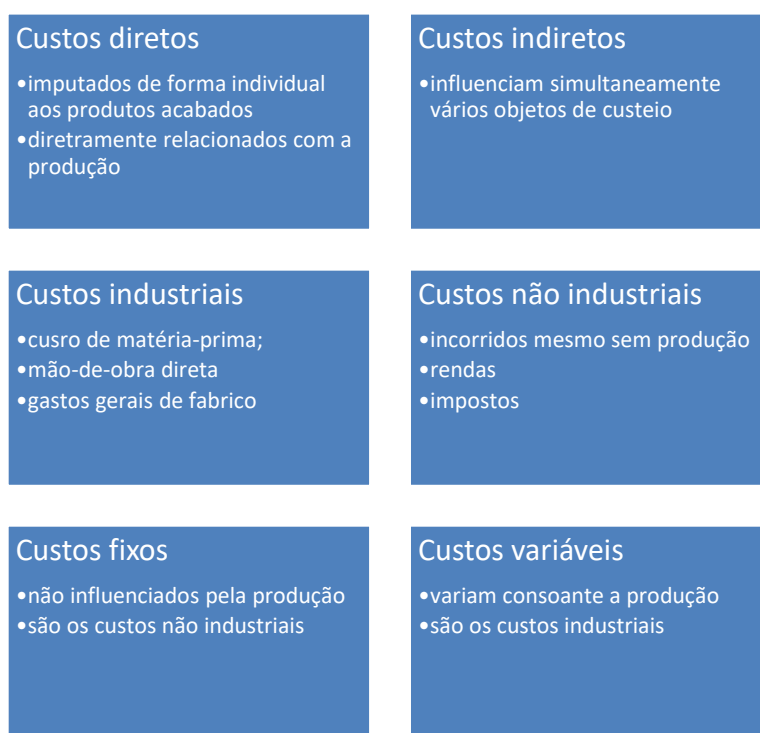 Custos diretos
•imputados de forma individual
aos produtos acabados
•diretramente relacionados com a
produção
Custos indiretos
•influenciam simultaneamente
vários objetos de custeio
Custos industriais
•cusro de matéria-prima;
•mão-de-obra direta
•gastos gerais de fabrico
Custos não industriais
•incorridos mesmo sem produção
•rendas
•impostos
Custos fixos
•não influenciados pela produção
•são os custos não industriais
Custos variáveis
•variam consoante a produção
•são os custos industriais